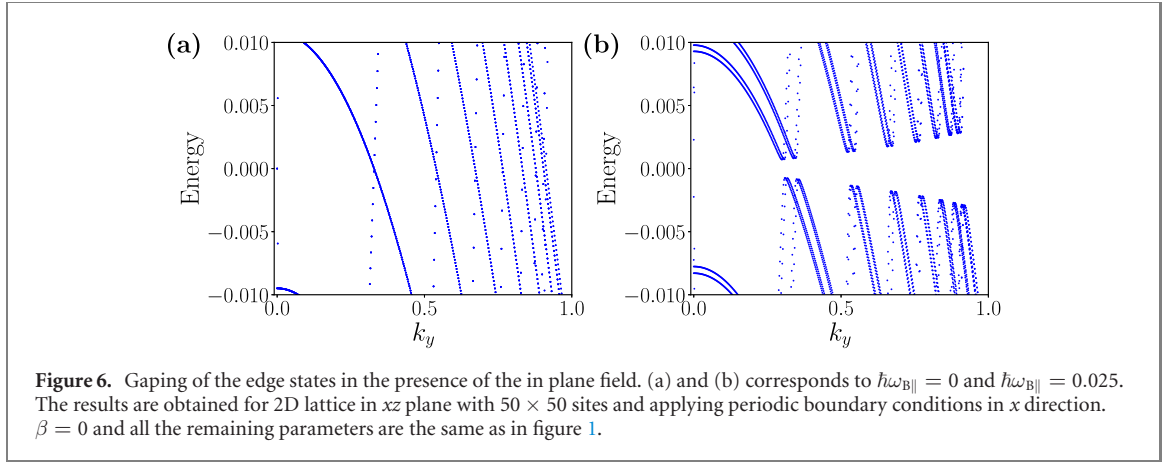 (a)
0.010
0.005
0.000
−0.005
−0.010
Energy
0.0
0.5
1.0
k_y
(b)
0.010
0.005
0.000
−0.005
−0.010
Energy
0.0
0.5
1.0
k_y
Figure 6. Gaping of the edge states in the presence of the in plane field. (a) and (b) corresponds to ħω_B∥ = 0 and ħω_B∥ = 0.025.
The results are obtained for 2D lattice in xz plane with 50 × 50 sites and applying periodic boundary conditions in x direction.
β = 0 and all the remaining parameters are the same as in figure 1.